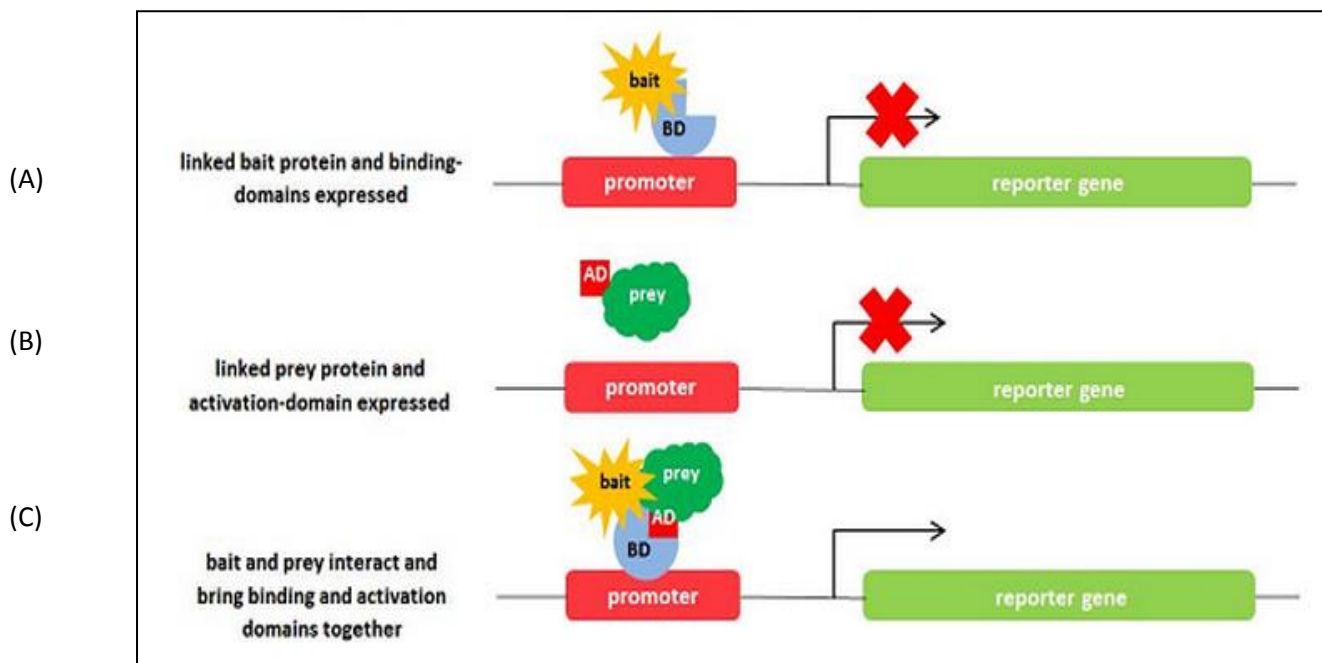 bait
BD
(A)
linked bait protein and binding-
domains expressed
promoter
reporter gene
AD
prey
(B)
linked prey protein and
activation-domain expressed
promoter
reporter gene
(C)
bait
prey
AD
BD
bait and prey interact and
bring binding and activation
domains together
promoter
reporter gene